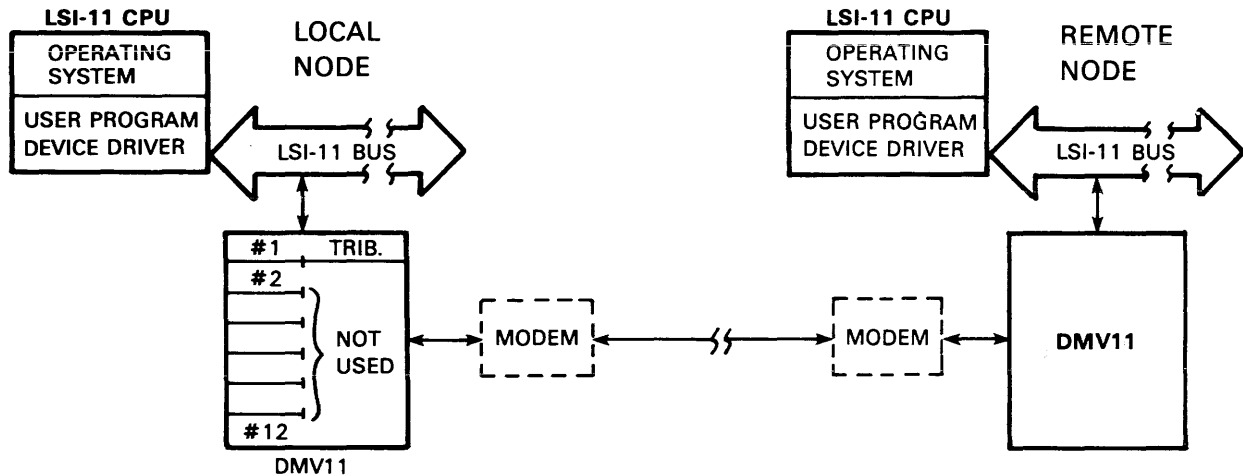 LSI-11 CPU
OPERATING
SYSTEM
USER PROGRAM
DEVICE DRIVER
LOCAL
NODE
LSI-11 BUS
#1 TRIB.
#2
NOT
USED
#12
DMV11
MODEM
MODEM
LSI-11 CPU
OPERATING
SYSTEM
USER PROGRAM
DEVICE DRIVER
REMOTE
NODE
LSI-11 BUS
DMV11